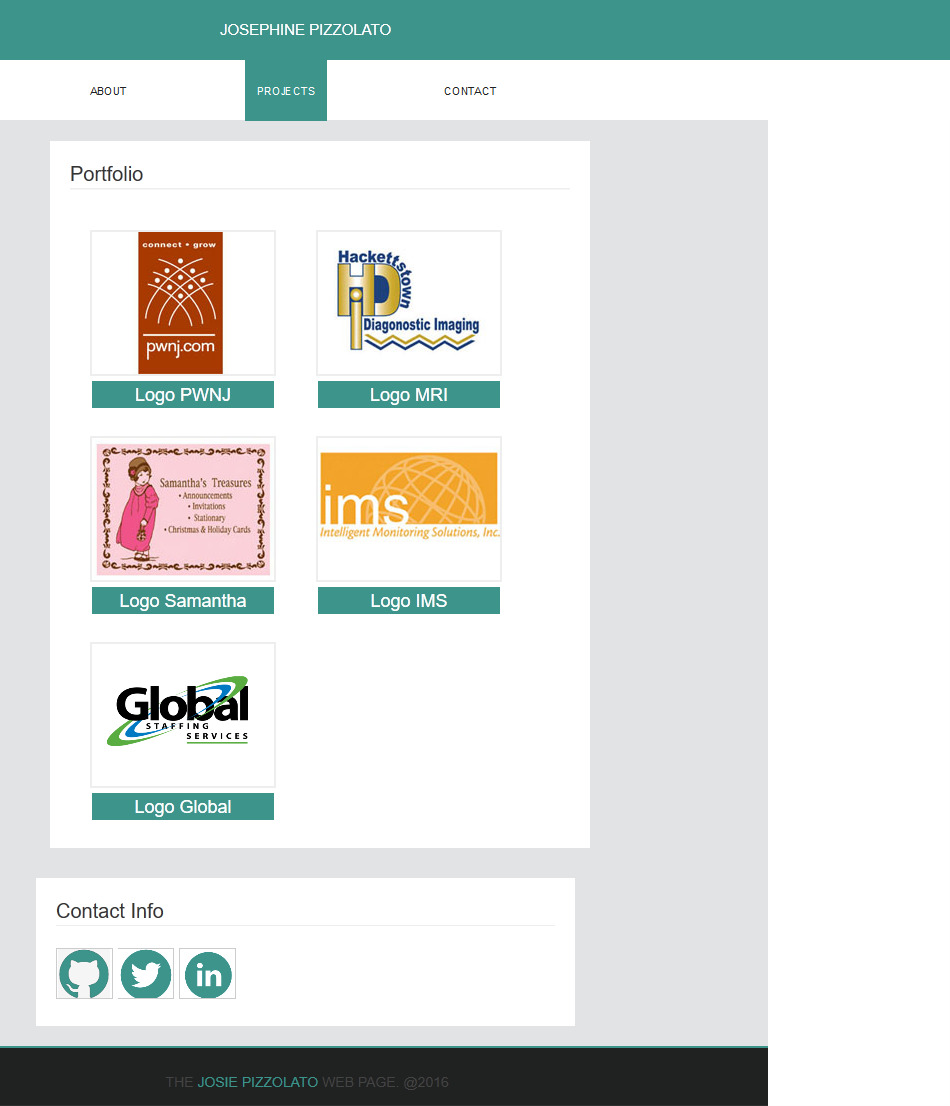 JOSEPHINE PIZZOLATO
ABOUT
PROJECTS
CONTACT
Portfolio
connect • grow
pwnj.com
Logo PWNJ
Hackettstown
HDi
Diagonostic Imaging
Logo MRI
Samantha's Treasures
• Announcements
• Invitations
• Stationary
• Christmas & Holiday Cards
Logo Samantha
ims
Intelligent Monitoring Solutions, Inc.
Logo IMS
Global
STAFFING
SERVICES
Logo Global
Contact Info
in
THE JOSIE PIZZOLATO WEB PAGE. @2016